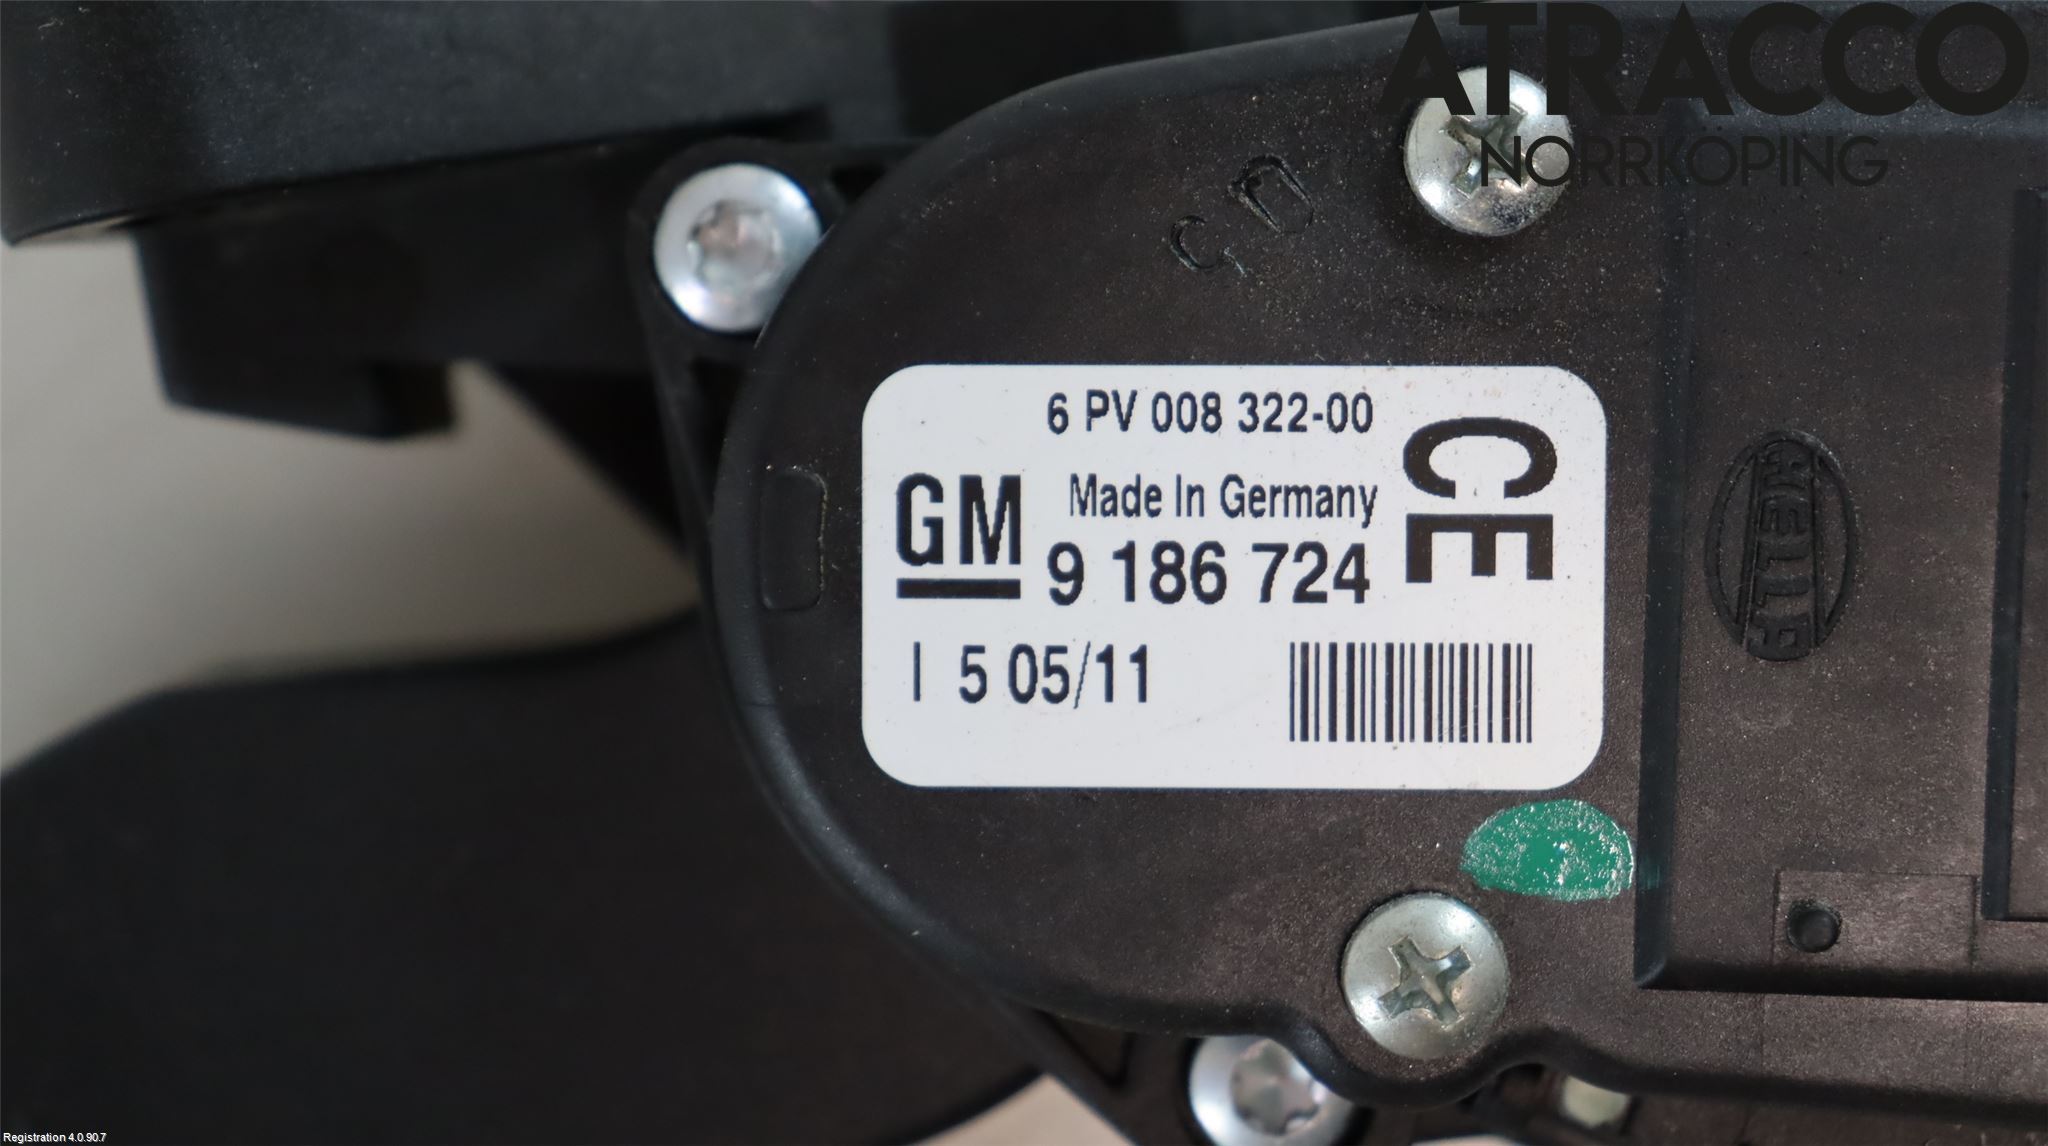 ATRACCO
NORRKÖPING
6 PV 008 322-00
CE
GM
Made In Germany
9 186 724
I 5 05/11
HELLA
Registration 4.0.90.7